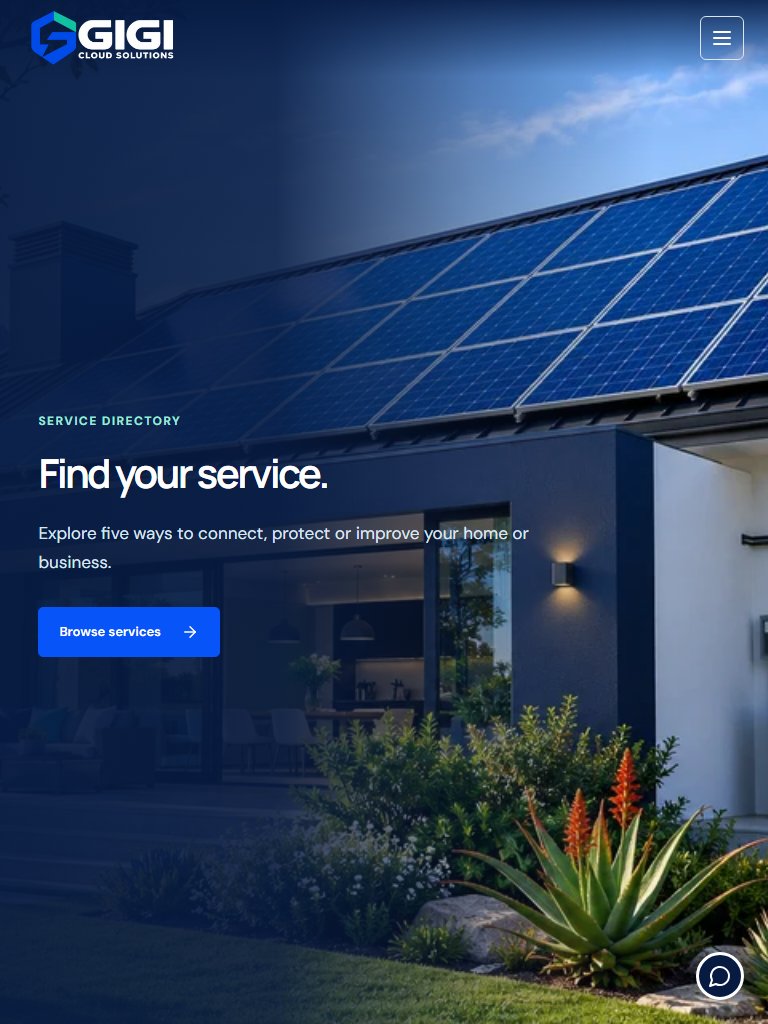 GIGI
CLOUD SOLUTIONS
SERVICE DIRECTORY
Find your service.
Explore five ways to connect, protect or improve your home or
business.
Browse services